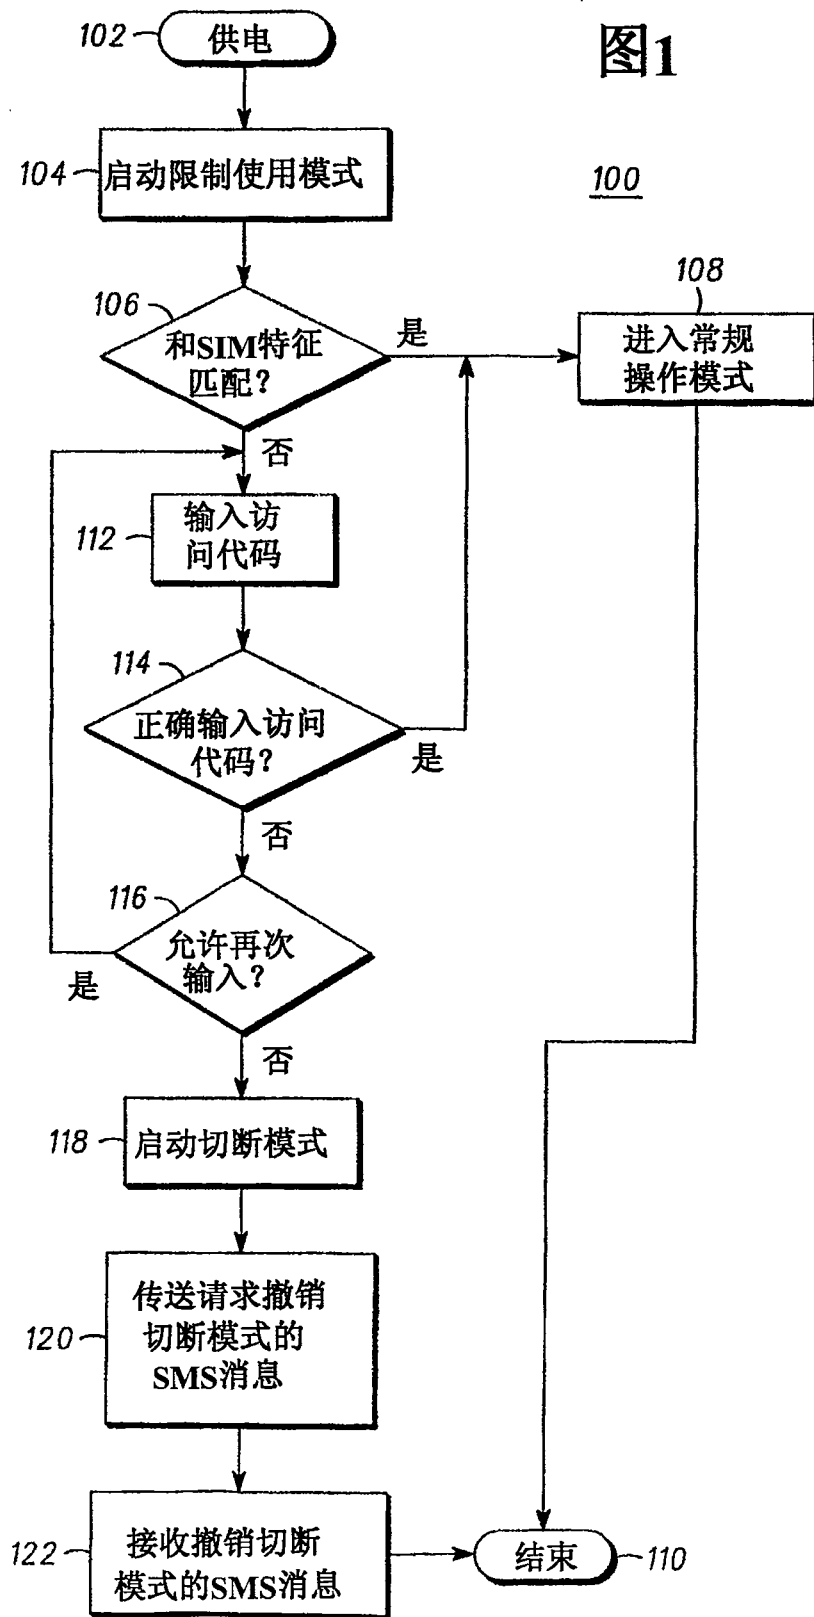 图1
100
102
供电
104
启动限制使用模式
106
和SIM特征
匹配?
是
否
108
进入常规
操作模式
112
输入访
问代码
114
正确输入访问
代码?
是
否
116
允许再次
输入?
是
否
118
启动切断模式
120
传送请求撤销
切断模式的
SMS消息
122
接收撤销切断
模式的SMS消息
结束
110